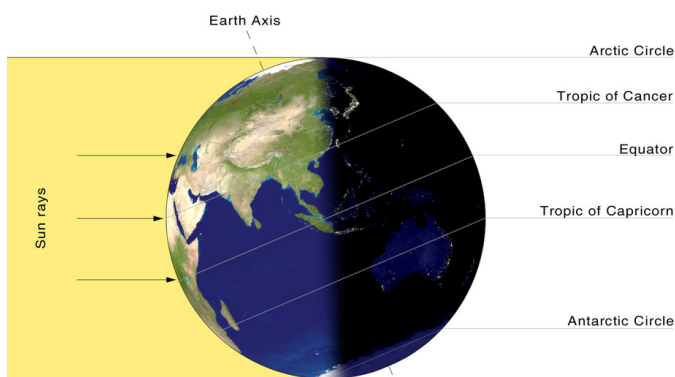 Earth Axis
Arctic Circle
Tropic of Cancer
Equator
Sun rays
Tropic of Capricorn
Antarctic Circle